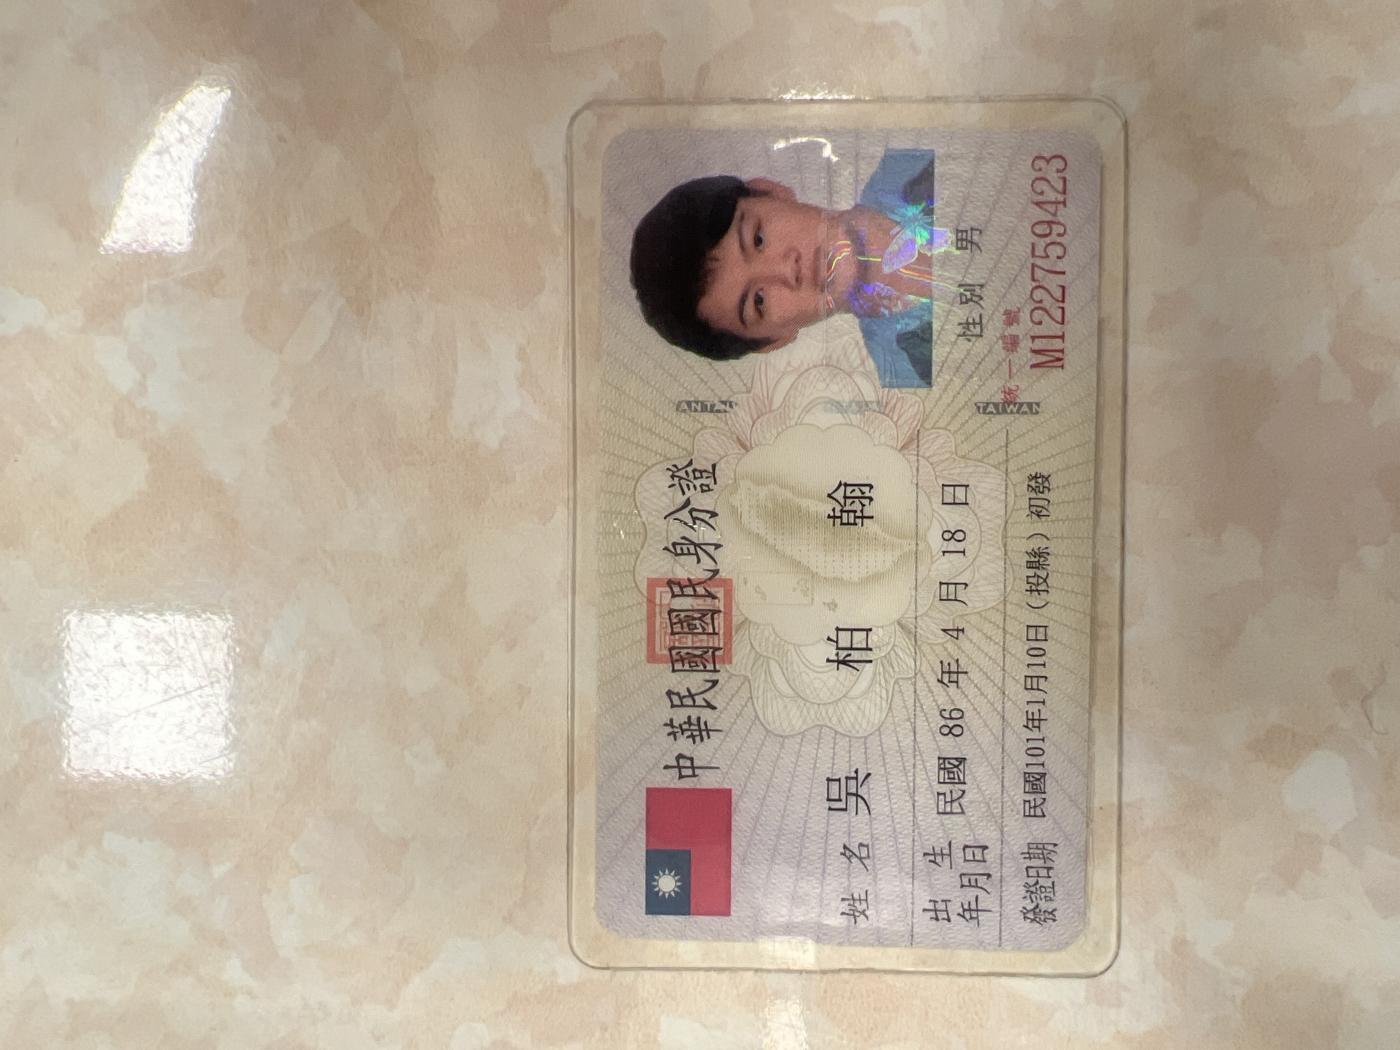 中華民國國民身分證
姓名 吳柏翰
出生年月日 民國 86 年 4 月 18 日
性別 男
發證日期 民國101年1月10日（投縣）初發
統一編號
M122759423
TAIWAN